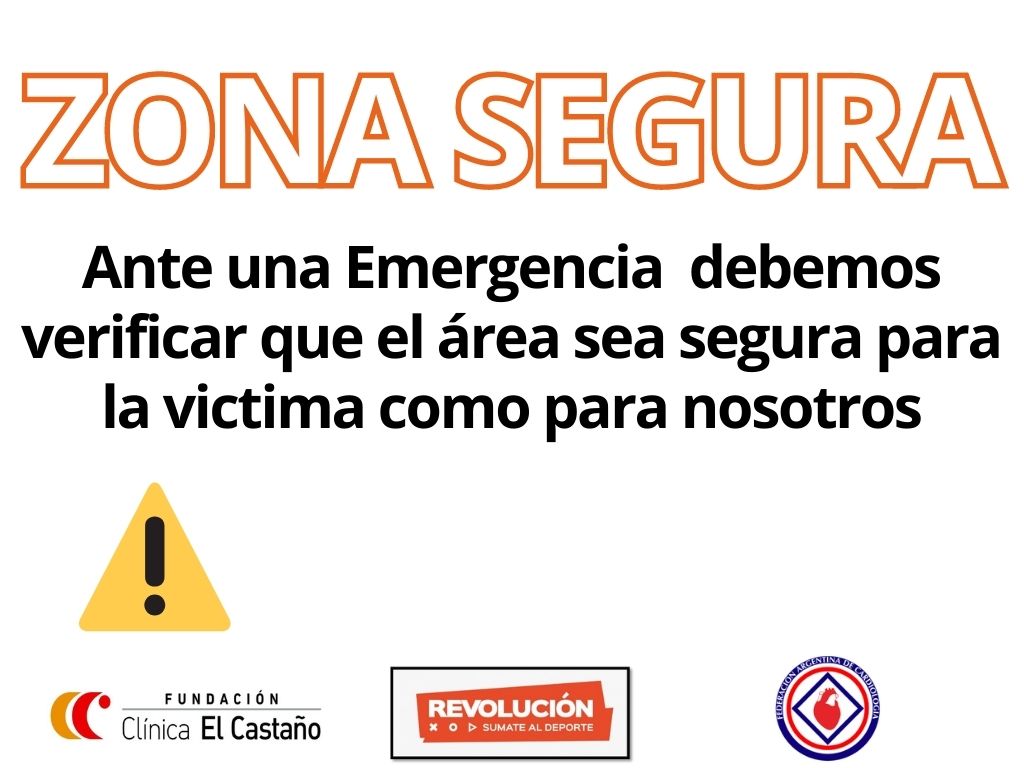 ZONA SEGURA
Ante una Emergencia  debemos
verificar que el área sea segura para
la victima como para nosotros
FUNDACIÓN
Clínica El Castaño
REVOLUCIÓN
SUMATE AL DEPORTE
FEDERACIÓN ARGENTINA DE CARDIOLOGÍA